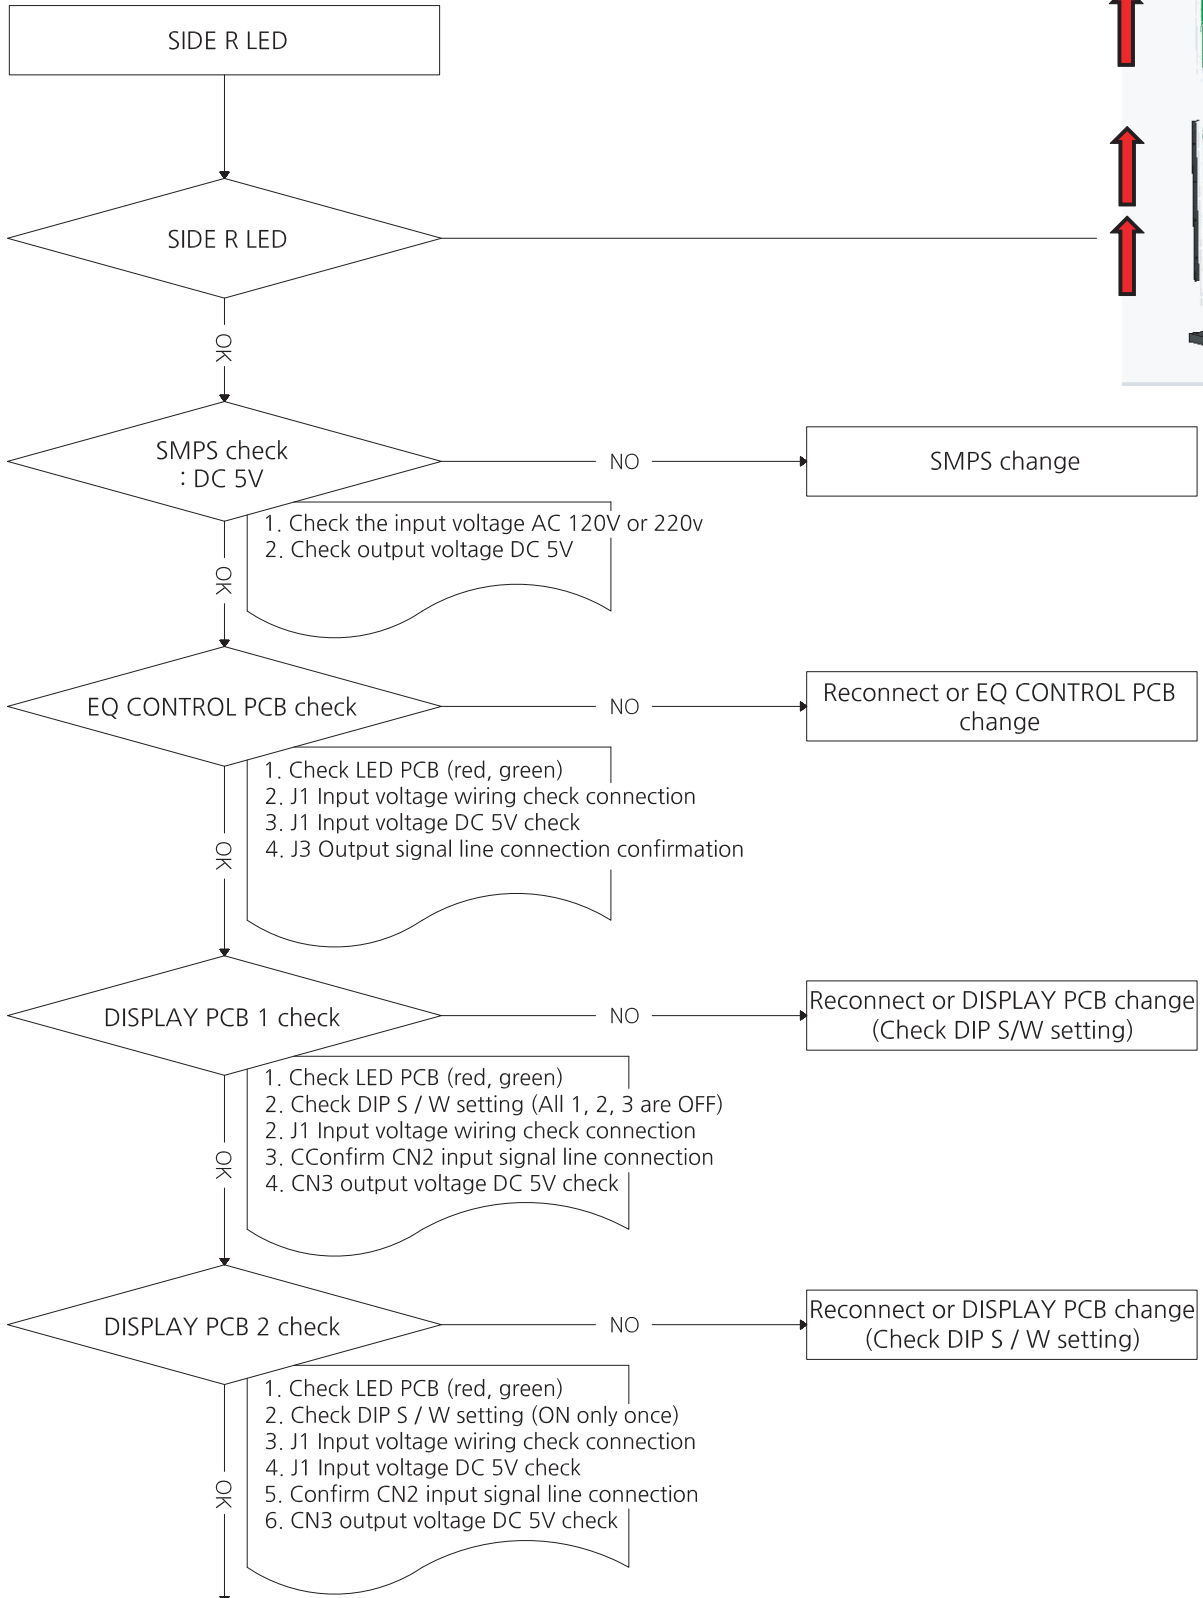 SIDE R LED
SIDE R LED
OK
SMPS check
: DC 5V
NO
SMPS change
1. Check the input voltage AC 120V or 220v
2. Check output voltage DC 5V
OK
EQ CONTROL PCB check
NO
Reconnect or EQ CONTROL PCB
change
1. Check LED PCB (red, green)
2. J1 Input voltage wiring check connection
3. J1 Input voltage DC 5V check
4. J3 Output signal line connection confirmation
OK
DISPLAY PCB 1 check
NO
Reconnect or DISPLAY PCB change
(Check DIP S/W setting)
1. Check LED PCB (red, green)
2. Check DIP S / W setting (All 1, 2, 3 are OFF)
2. J1 Input voltage wiring check connection
3. CConfirm CN2 input signal line connection
4. CN3 output voltage DC 5V check
OK
DISPLAY PCB 2 check
NO
Reconnect or DISPLAY PCB change
(Check DIP S / W setting)
1. Check LED PCB (red, green)
2. Check DIP S / W setting (ON only once)
3. J1 Input voltage wiring check connection
4. J1 Input voltage DC 5V check
5. Confirm CN2 input signal line connection
6. CN3 output voltage DC 5V check
OK